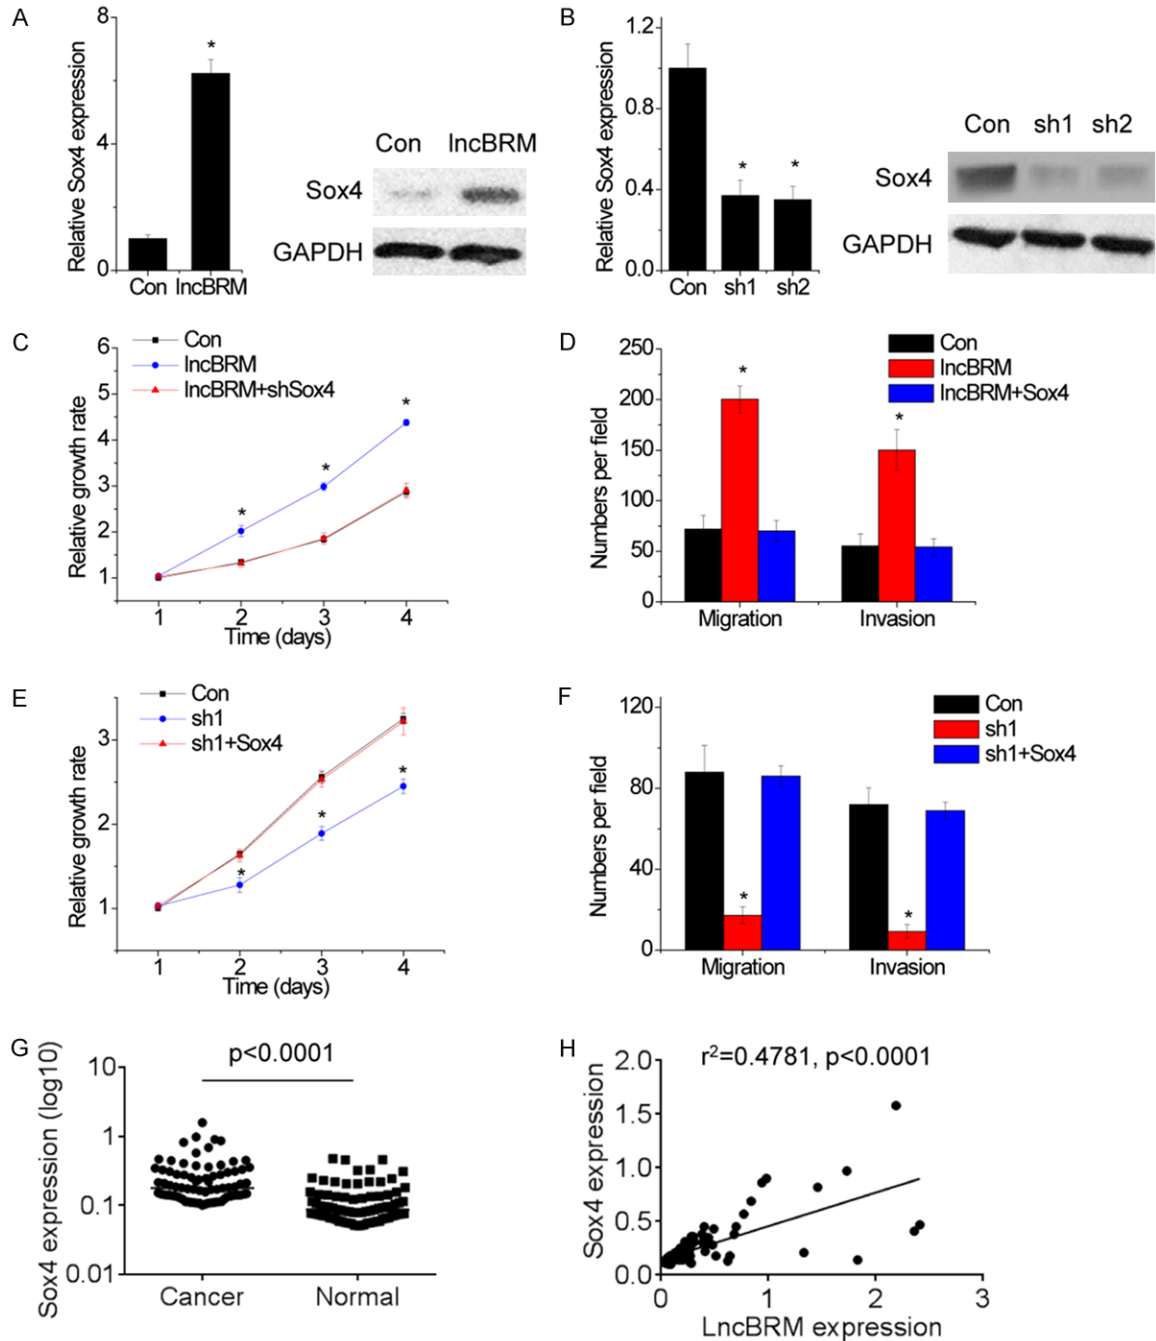 A
Relative Sox4 expression
8
4
0
*
Con lncBRM
Con lncBRM
Sox4
GAPDH
B
Relative Sox4 expression
1.2
0.8
0.4
0.0
*
*
Con sh1 sh2
Con sh1 sh2
Sox4
GAPDH
C
Con
lncBRM
lncBRM+shSox4
Relative growth rate
6
5
4
3
2
1
*
*
*
1 2 3 4
Time (days)
D
Con
lncBRM
lncBRM+Sox4
Numbers per field
250
200
150
100
50
0
*
*
Migration Invasion
E
Con
sh1
sh1+Sox4
Relative growth rate
3
2
1
*
*
*
1 2 3 4
Time (days)
F
Con
sh1
sh1+Sox4
Numbers per field
120
80
40
0
*
*
Migration Invasion
G
Sox4 expression (log10)
p<0.0001
10
1
0.1
0.01
Cancer Normal
H
Sox4 expression
r²=0.4781, p<0.0001
2.0
1.5
1.0
0.5
0.0
0 1 2 3
LncBRM expression